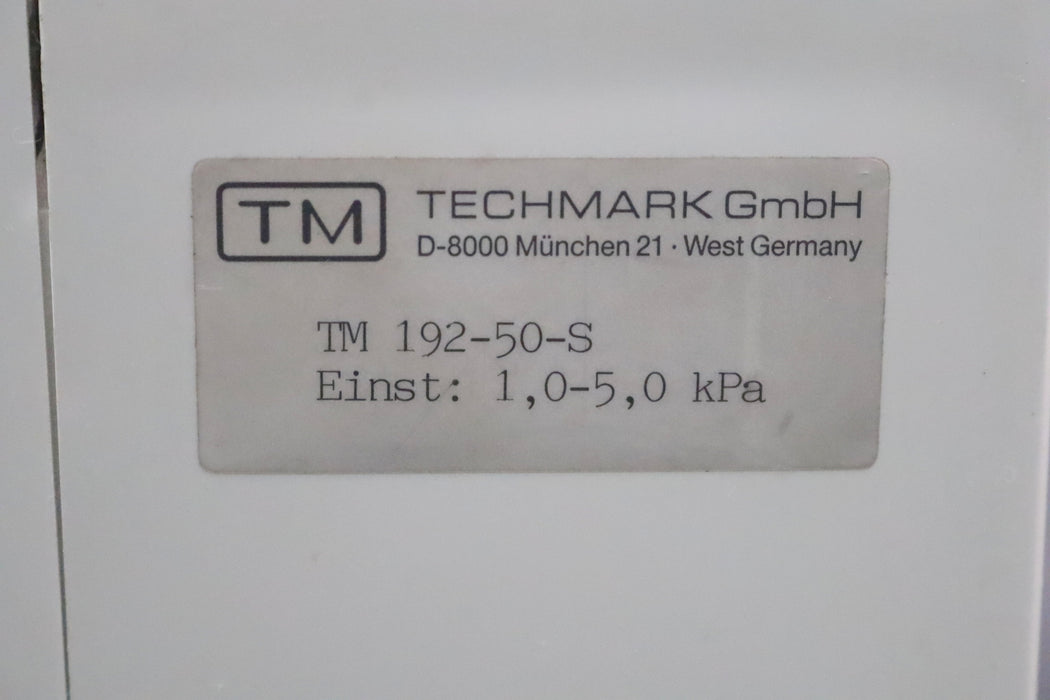 TM
TECHMARK GmbH
D-8000 München 21 · West Germany
TM 192-50-S
Einst: 1,0-5,0 kPa